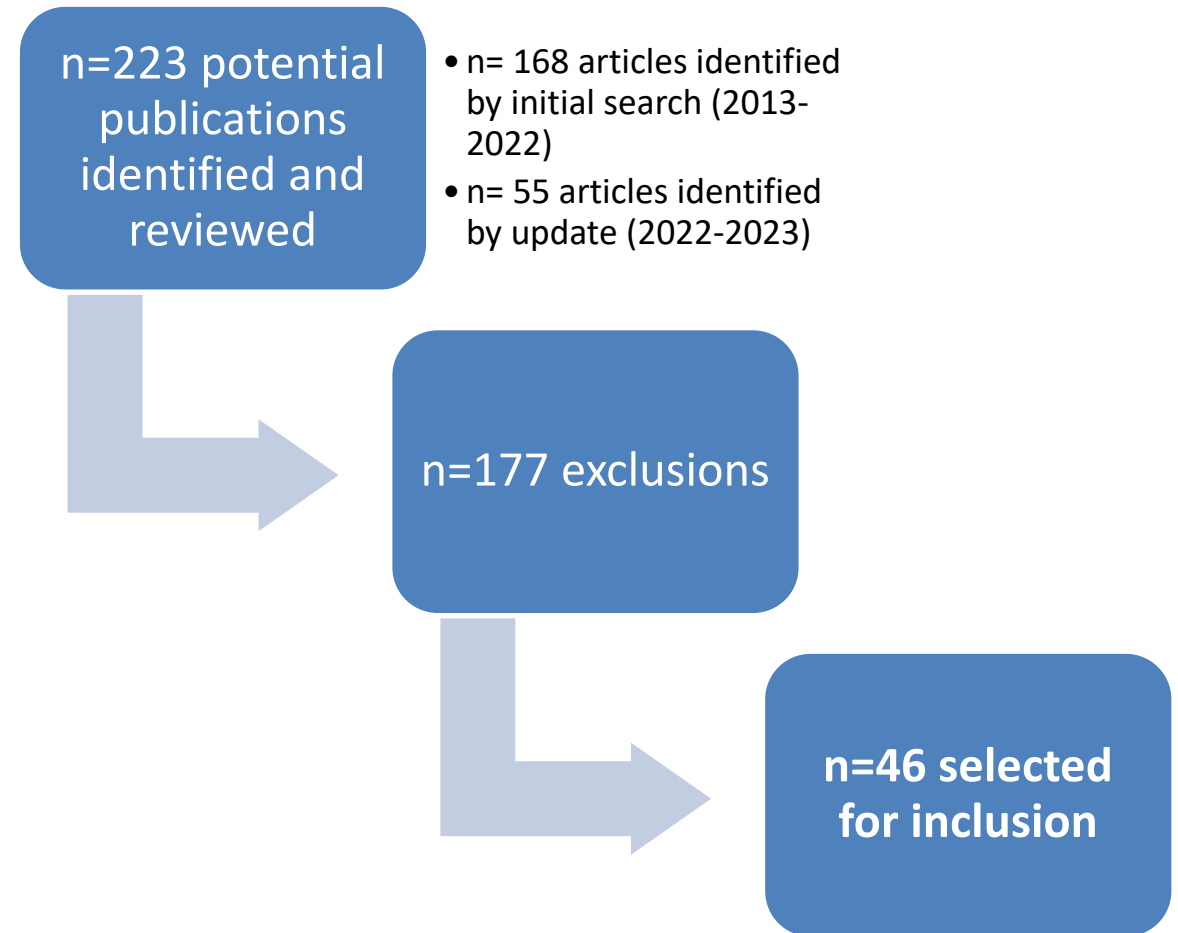 n=223 potential
publications
identified and
reviewed
• n= 168 articles identified
by initial search (2013-
2022)
• n= 55 articles identified
by update (2022-2023)
n=177 exclusions
n=46 selected
for inclusion